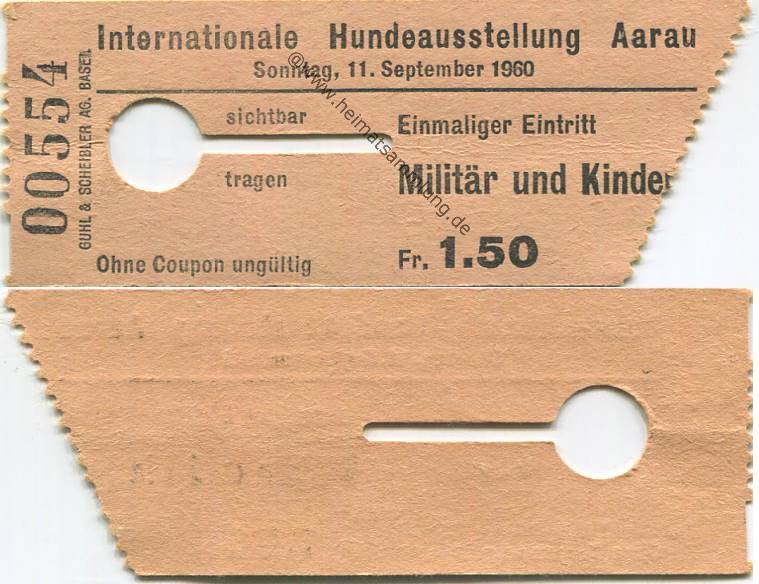 Internationale Hundeausstellung Aarau
Sonntag, 11. September 1960
00554
GUHL & SCHEIBLER AG. BASEL
sichtbar
tragen
Einmaliger Eintritt
Militär und Kinder
Fr. 1.50
Ohne Coupon ungültig
@www.heimatsammlung.de